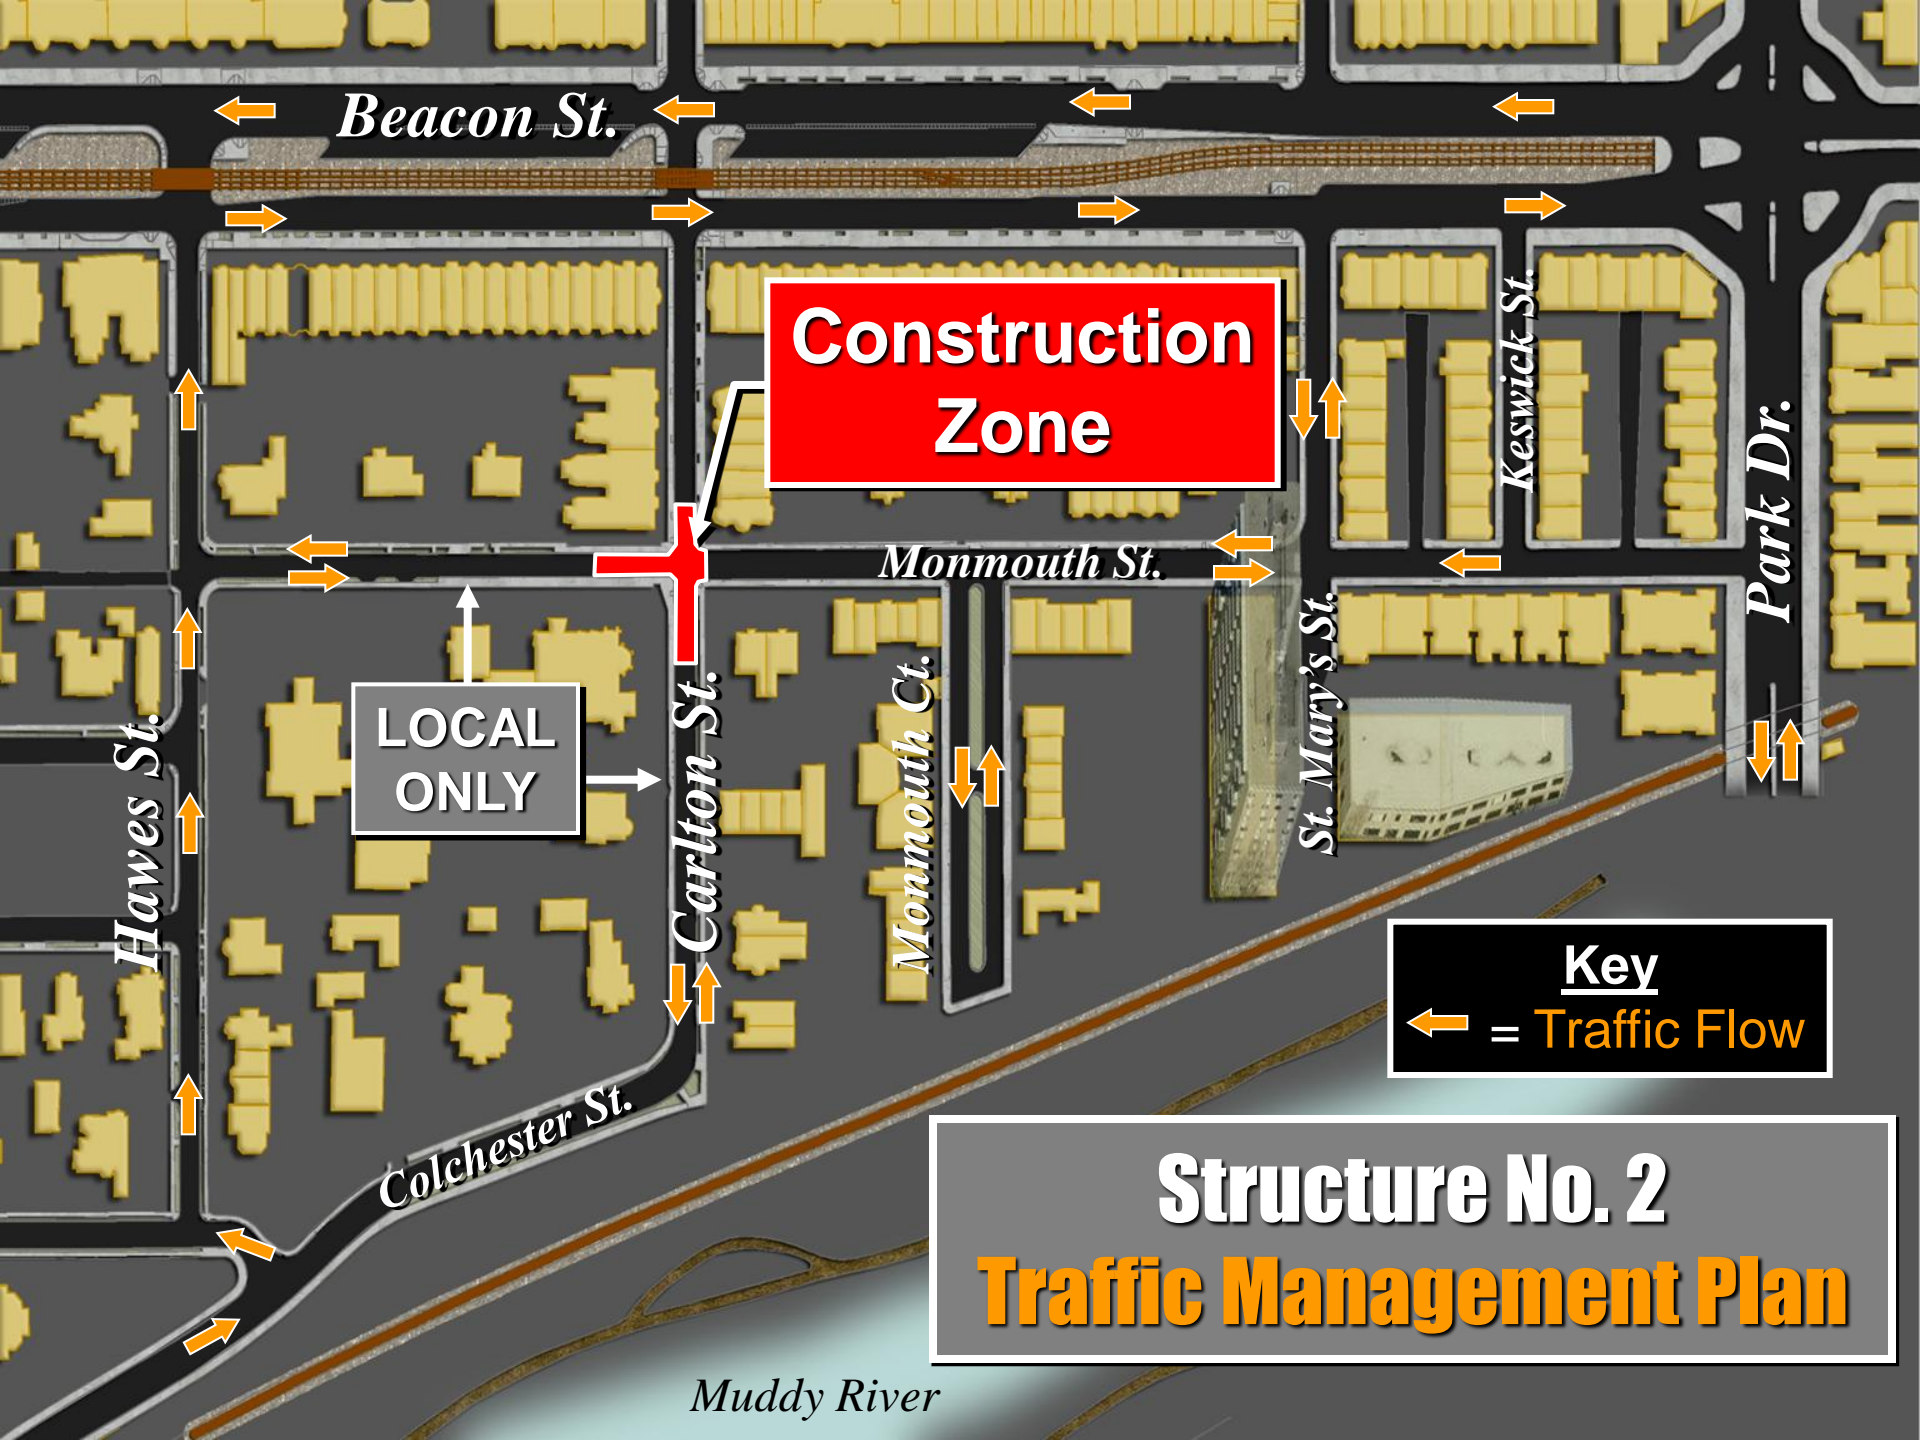 Beacon St.
Construction
Zone
Keswick St.
Park Dr.
Monmouth St.
LOCAL
ONLY
Hawes St.
Carlton St.
Monmouth Ct.
St. Mary's St.
Colchester St.
Key
= Traffic Flow
Structure No. 2
Traffic Management Plan
Muddy River